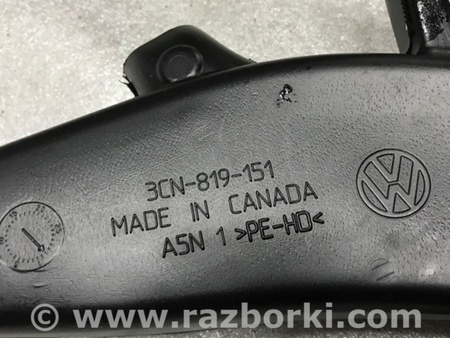 3CN-819-151
MADE IN CANADA
A5N 1 >PE-HD<
© www.razborki.com